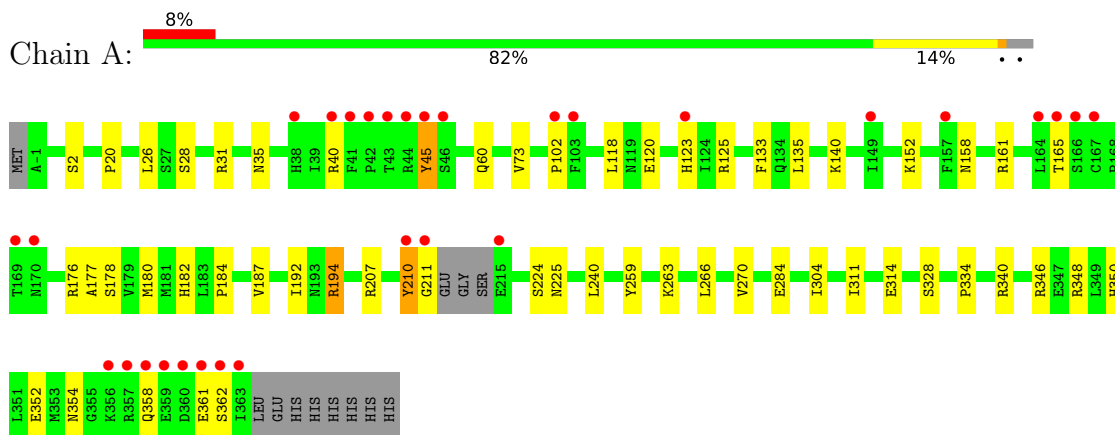 8%
Chain A:
82% 14% • •
MET A-1 S2 P20 L26 S27 S28 R31 N35 H38 I39 R40 F41 P42 T43 R44 Y45 S46 Q60 V73 P102 F103 L118 N119 E120 H123 I124 R125 F133 Q134 L135 K140 I149 K152 F157 N158 R161 L164 T165 S166 C167 P168
T169 N170 R176 A177 S178 V179 M180 M181 H182 L183 P184 V187 I192 N193 R194 R207 Y210 G211 GLU GLY SER E215 S224 N225 L240 Y259 K263 L266 V270 E284 I304 I311 E314 S328 P334 R340 R346 E347 R348 L349 H350
L351 E352 M353 N354 G355 K356 R357 Q358 E359 D360 E361 S362 I363 LEU GLU HIS HIS HIS HIS HIS HIS